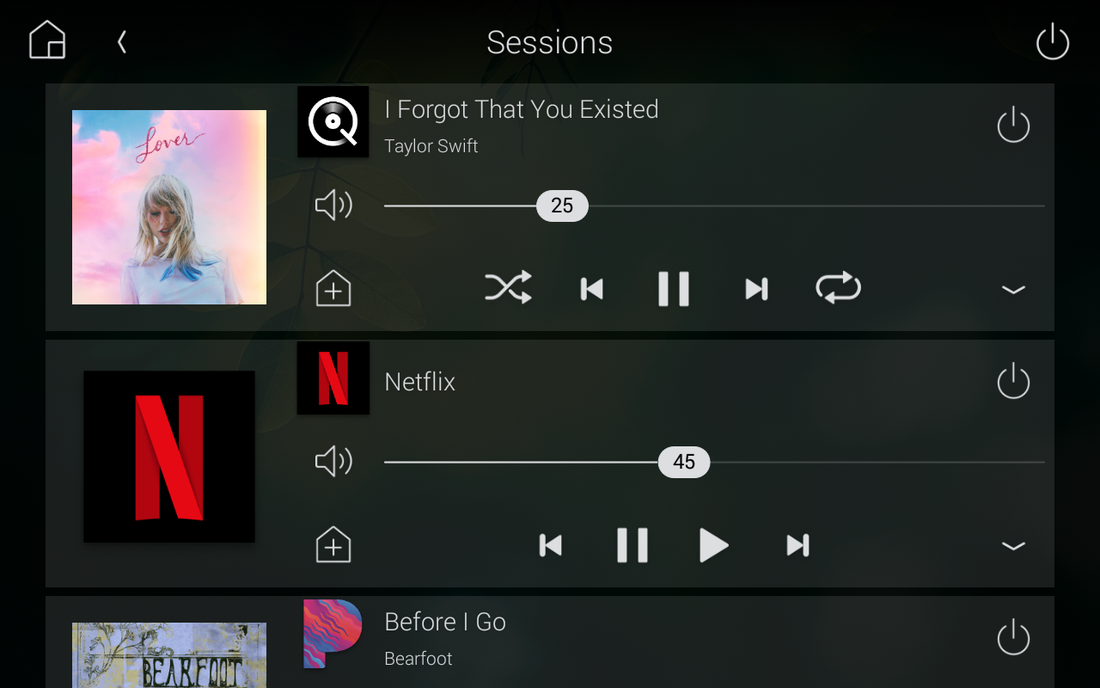 Sessions
Lover
I Forgot That You Existed
Taylor Swift
25
N
Netflix
45
Before I Go
Bearfoot
BEARFOOT